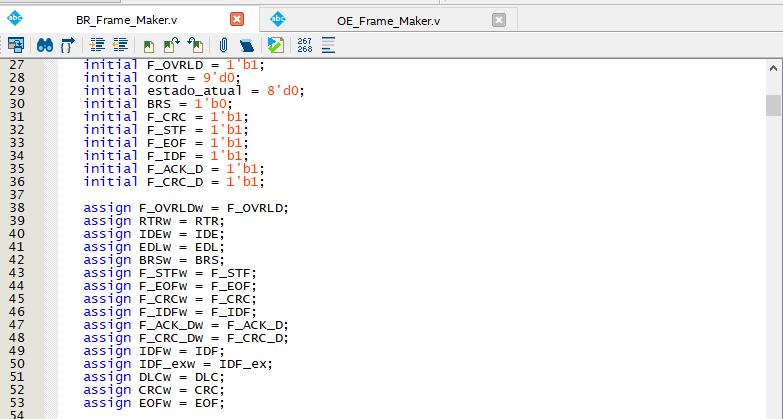 BR_Frame_Maker.v
OE_Frame_Maker.v
267
268
27 initial F_OVRLD = 1'b1;
28 initial cont = 9'd0;
29 initial estado_atual = 8'd0;
30 initial BRS = 1'b0;
31 initial F_CRC = 1'b1;
32 initial F_STF = 1'b1;
33 initial F_EOF = 1'b1;
34 initial F_IDF = 1'b1;
35 initial F_ACK_D = 1'b1;
36 initial F_CRC_D = 1'b1;
37
38 assign F_OVRLDw = F_OVRLD;
39 assign RTRw = RTR;
40 assign IDEw = IDE;
41 assign EDLw = EDL;
42 assign BRSw = BRS;
43 assign F_STFw = F_STF;
44 assign F_EOFw = F_EOF;
45 assign F_CRCw = F_CRC;
46 assign F_IDFw = F_IDF;
47 assign F_ACK_Dw = F_ACK_D;
48 assign F_CRC_Dw = F_CRC_D;
49 assign IDFw = IDF;
50 assign IDF_exw = IDF_ex;
51 assign DLCw = DLC;
52 assign CRCw = CRC;
53 assign EOFw = EOF;
54